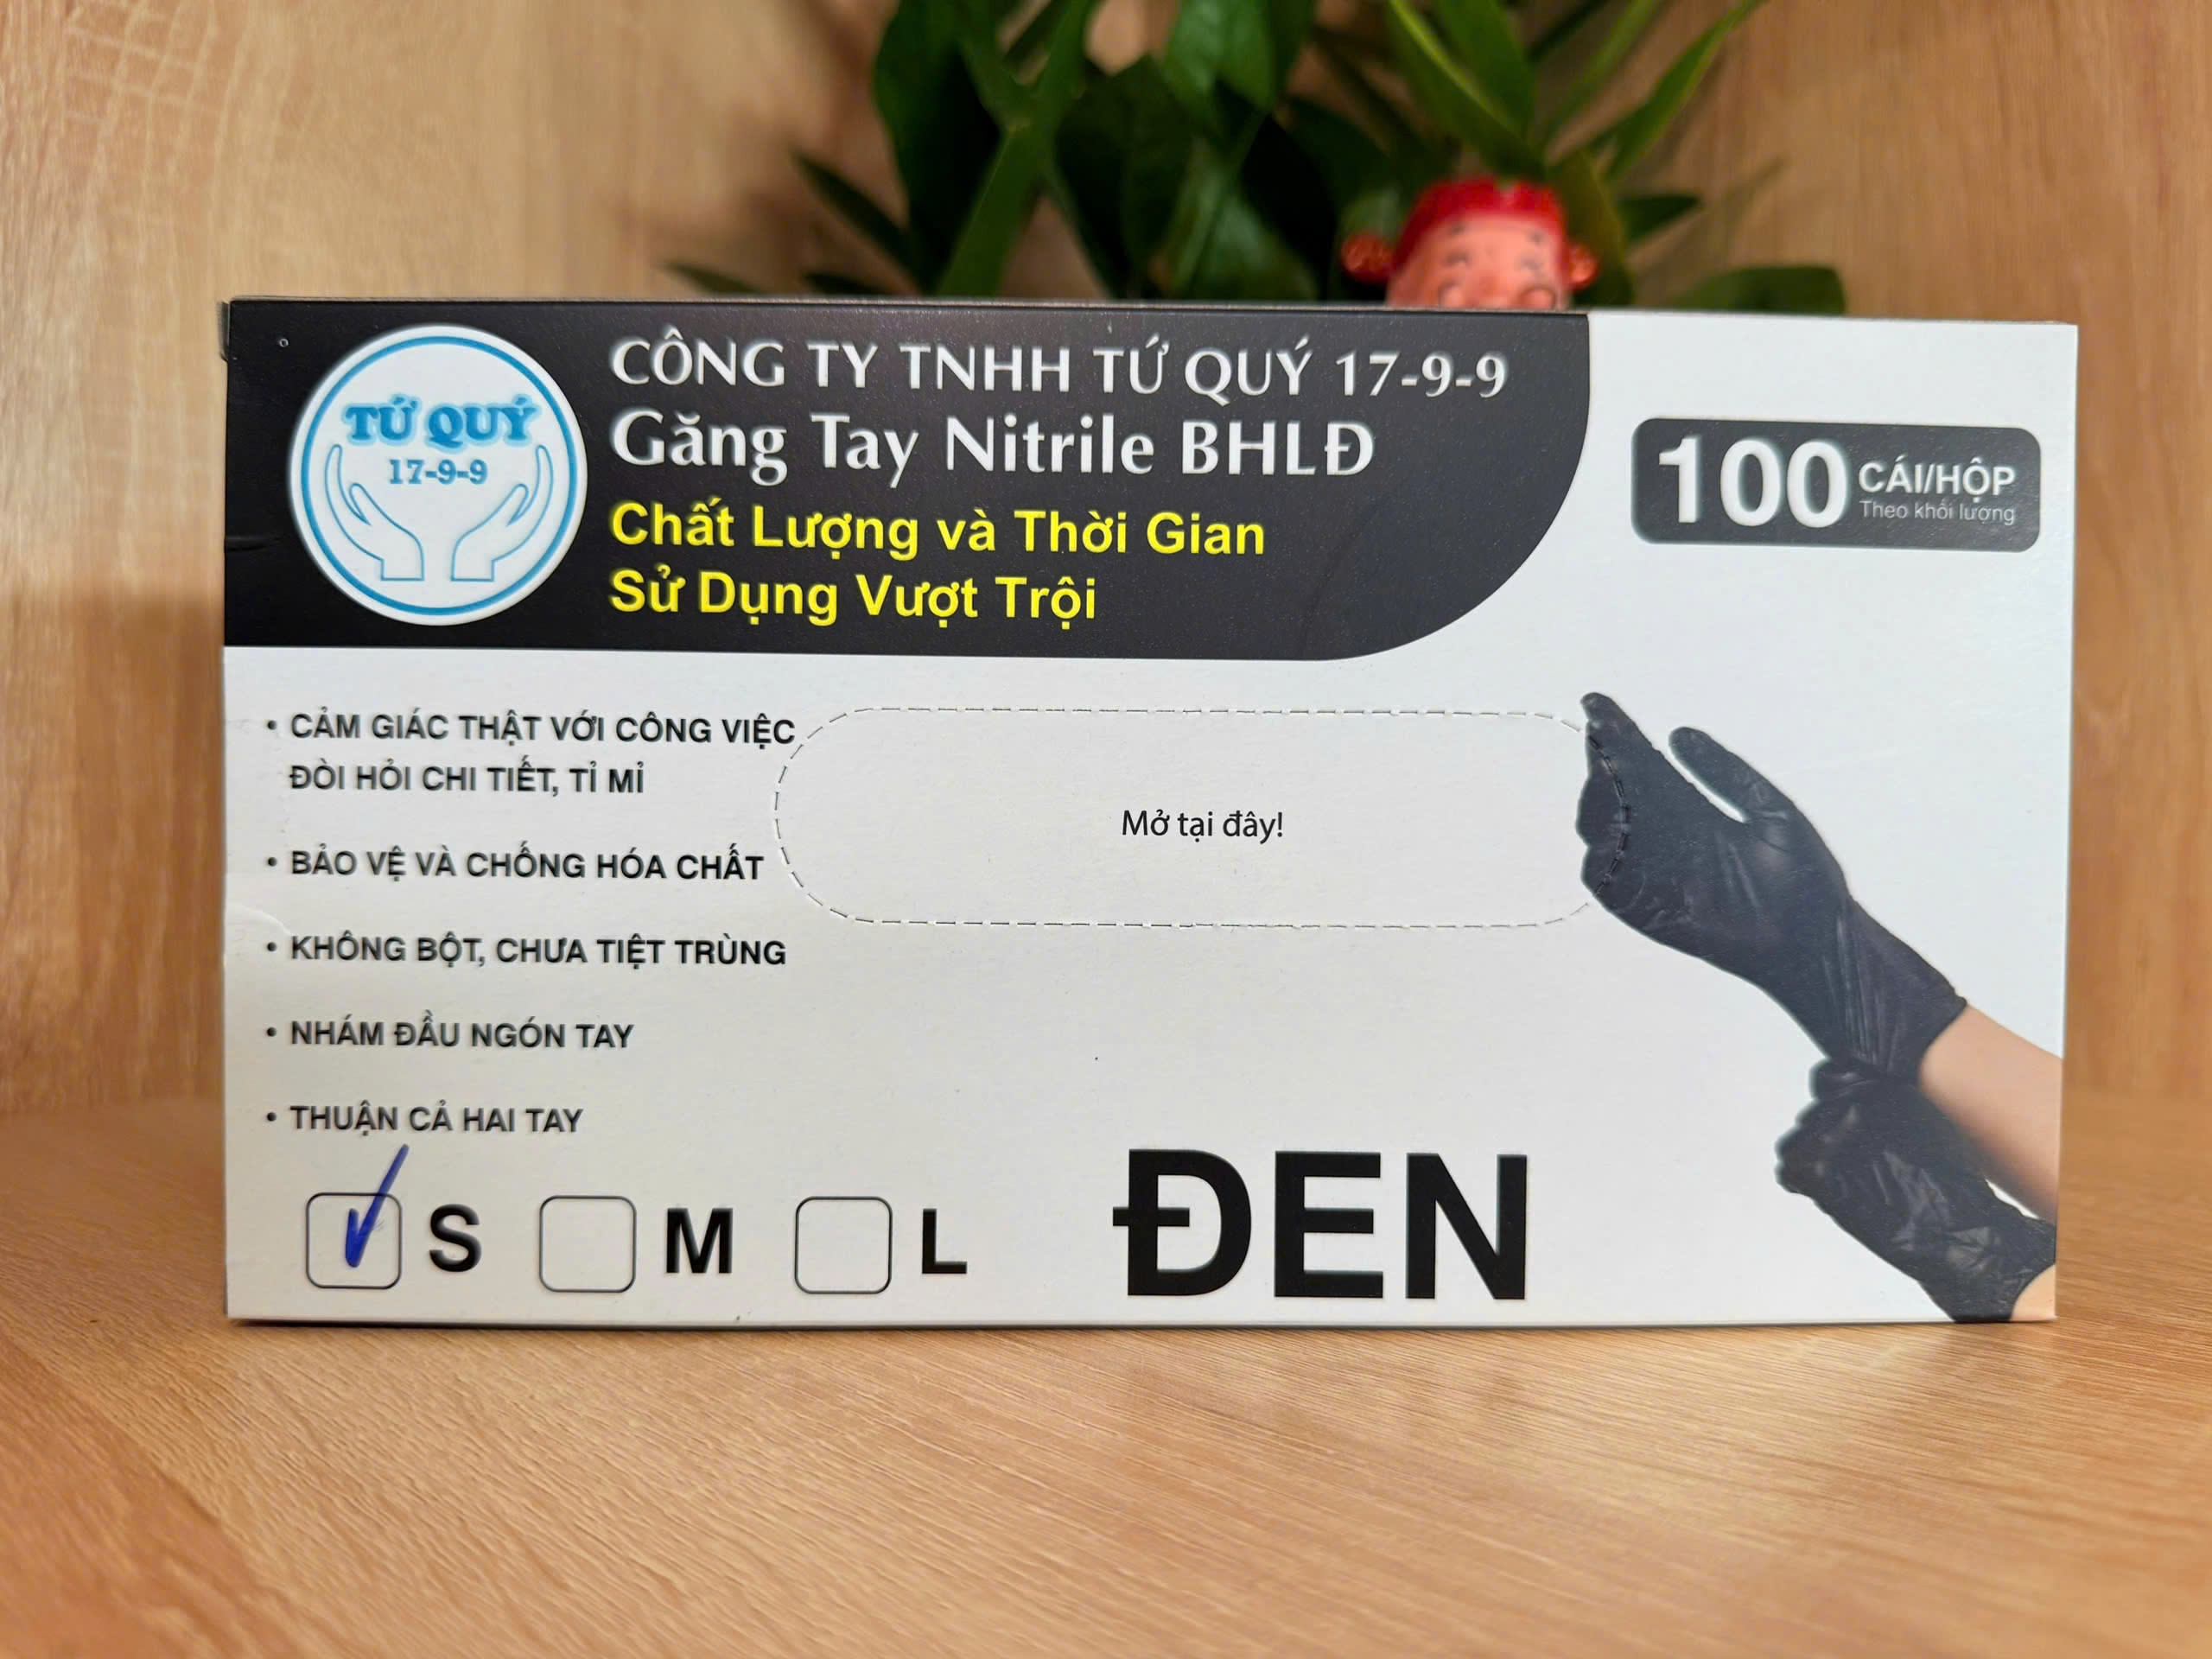 TỨ QUÝ
17-9-9
CÔNG TY TNHH TỨ QUÝ 17-9-9
Găng Tay Nitrile BHLĐ
Chất Lượng và Thời Gian
Sử Dụng Vượt Trội
100 CÁI/HỘP
Theo khối lượng
• CẢM GIÁC THẬT VỚI CÔNG VIỆC
ĐÒI HỎI CHI TIẾT, TỈ MỈ
• BẢO VỆ VÀ CHỐNG HÓA CHẤT
• KHÔNG BỘT, CHƯA TIỆT TRÙNG
• NHÁM ĐẦU NGÓN TAY
• THUẬN CẢ HAI TAY
Mở tại đây!
S M L
ĐEN